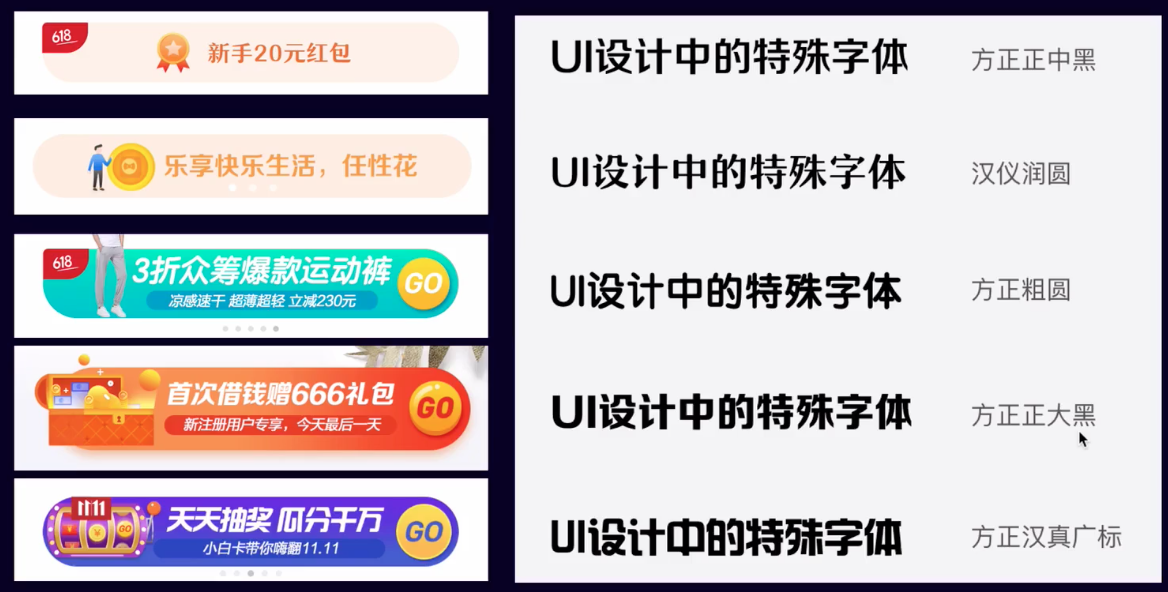 618
新手20元红包
乐享快乐生活，任性花
618
3折众筹爆款运动裤
GO
凉感速干 超薄超轻 立减230元
首次借钱赠666礼包
GO
新注册用户专享，今天最后一天
11.11
GO
天天抽奖 瓜分千万
GO
小白卡带你嗨翻11.11
UI设计中的特殊字体
方正正中黑
UI设计中的特殊字体
汉仪润圆
UI设计中的特殊字体
方正粗圆
UI设计中的特殊字体
方正正大黑
UI设计中的特殊字体
方正汉真广标